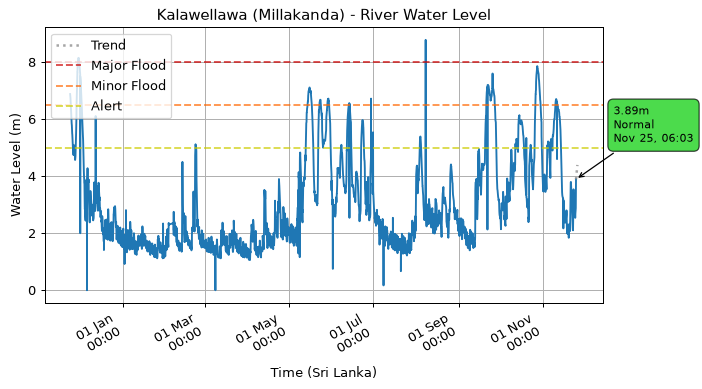 Kalawellawa (Millakanda) - River Water Level
Trend
Major Flood
Minor Flood
Alert
3.89m
Normal
Nov 25, 06:03
Water Level (m)
8
6
4
2
0
01 Jan
00:00
01 Mar
00:00
01 May
00:00
01 Jul
00:00
01 Sep
00:00
01 Nov
00:00
Time (Sri Lanka)